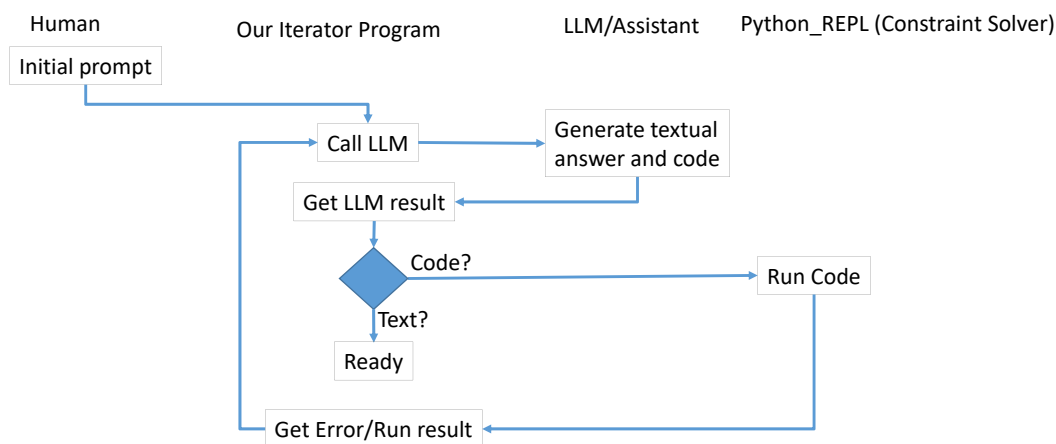 Human
Our Iterator Program
LLM/Assistant
Python_REPL (Constraint Solver)
Initial prompt
Call LLM
Generate textual
answer and code
Get LLM result
Code?
Run Code
Text?
Ready
Get Error/Run result